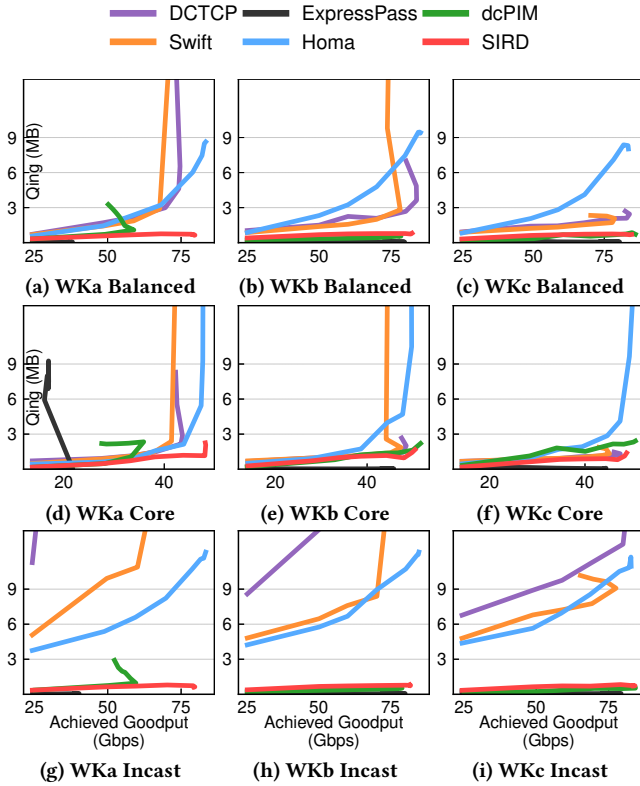 DCTCP ExpressPass dcPIM
Swift Homa SIRD
Qing (MB)
9
6
3
25 50 75
9
6
3
50 75
9
6
3
25 50 75
(a) WKa Balanced (b) WKb Balanced (c) WKc Balanced
Qing (MB)
9
6
3
20 40
9
6
3
20 40
9
6
3
20 40
(d) WKa Core (e) WKb Core (f) WKc Core
9
6
3
25 50 75
9
6
3
25 50 75
9
6
3
25 50 75
Achieved Goodput Achieved Goodput Achieved Goodput
(Gbps) (Gbps) (Gbps)
(g) WKa Incast (h) WKb Incast (i) WKc Incast